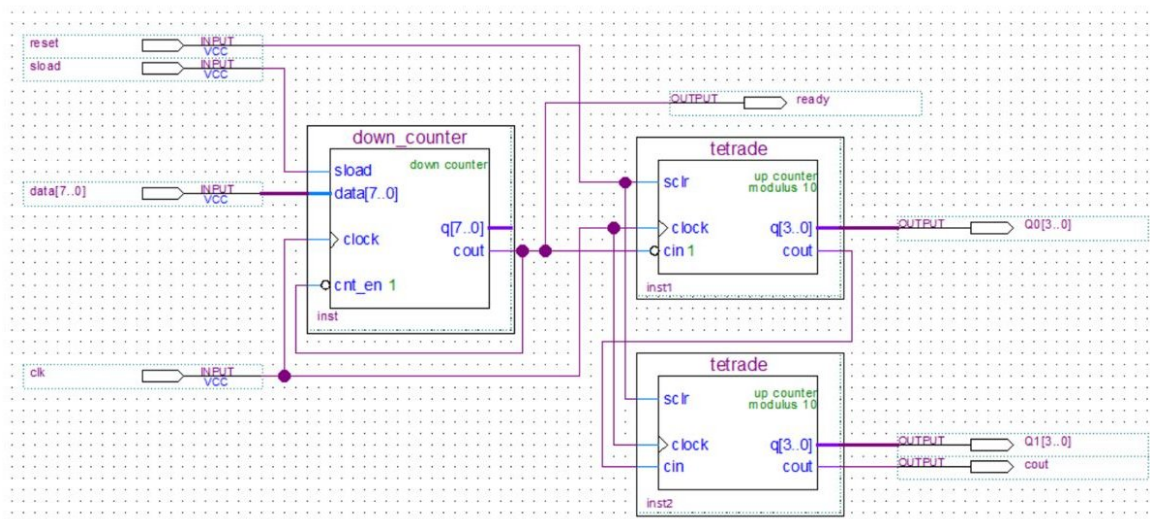 reset INPUT VCC
sload INPUT VCC
OUTPUT ready
down_counter
down counter
sload
data[7..0] INPUT VCC
data[7..0]
q[7..0]
clock
cout
cnt_en 1
inst
clk INPUT VCC
tetrade
up counter
modulus 10
sclr
clock q[3..0]
cin 1 cout
inst1
OUTPUT Q0[3..0]
tetrade
up counter
modulus 10
sclr
clock q[3..0]
cin cout
inst2
OUTPUT Q1[3..0]
OUTPUT cout